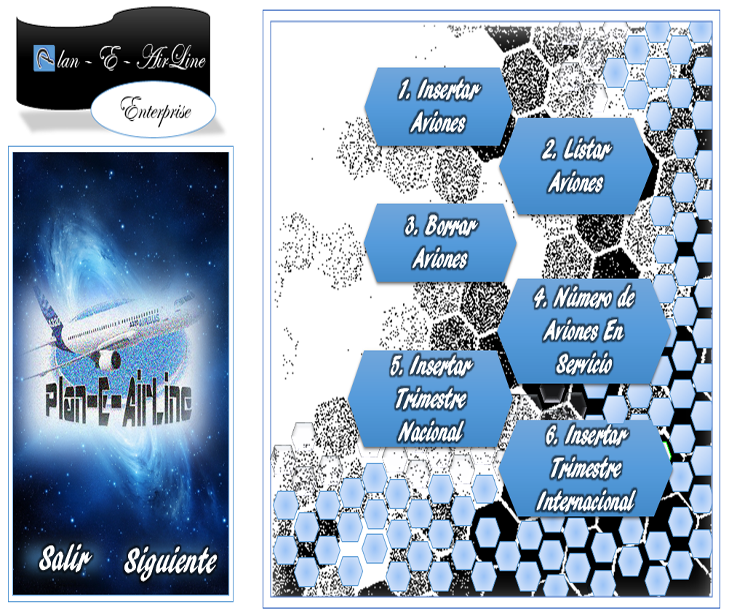 Plan - E - AirLine
Enterprise
Plan-E-AirLine
Salir
Siguiente
1. Insertar
Aviones
2. Listar
Aviones
3. Borrar
Aviones
4. Número de
Aviones En
Servicio
5. Insertar
Trimestre
Nacional
6. Insertar
Trimestre
Internacional